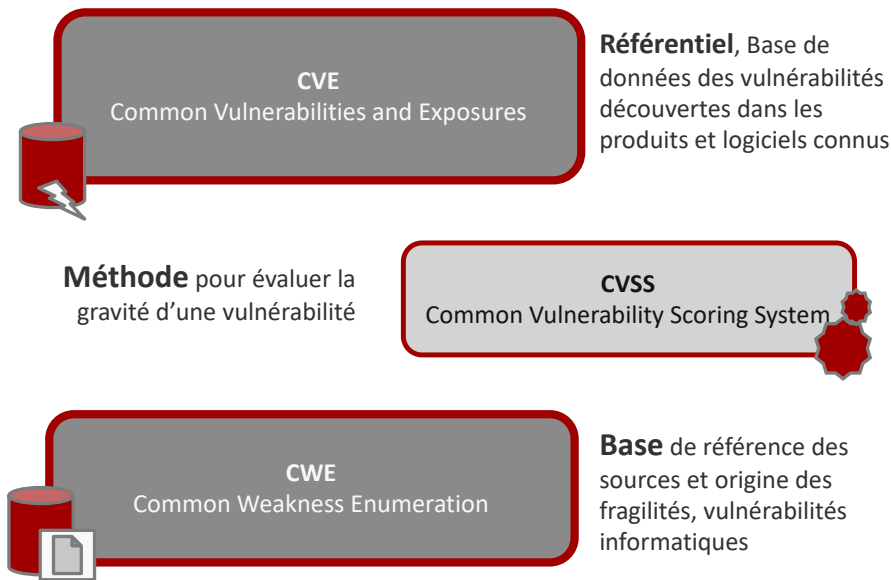 CVE
Common Vulnerabilities and Exposures
Référentiel, Base de
données des vulnérabilités
découvertes dans les
produits et logiciels connus
Méthode pour évaluer la
gravité d’une vulnérabilité
CVSS
Common Vulnerability Scoring System
CWE
Common Weakness Enumeration
Base de référence des
sources et origine des
fragilités, vulnérabilités
informatiques